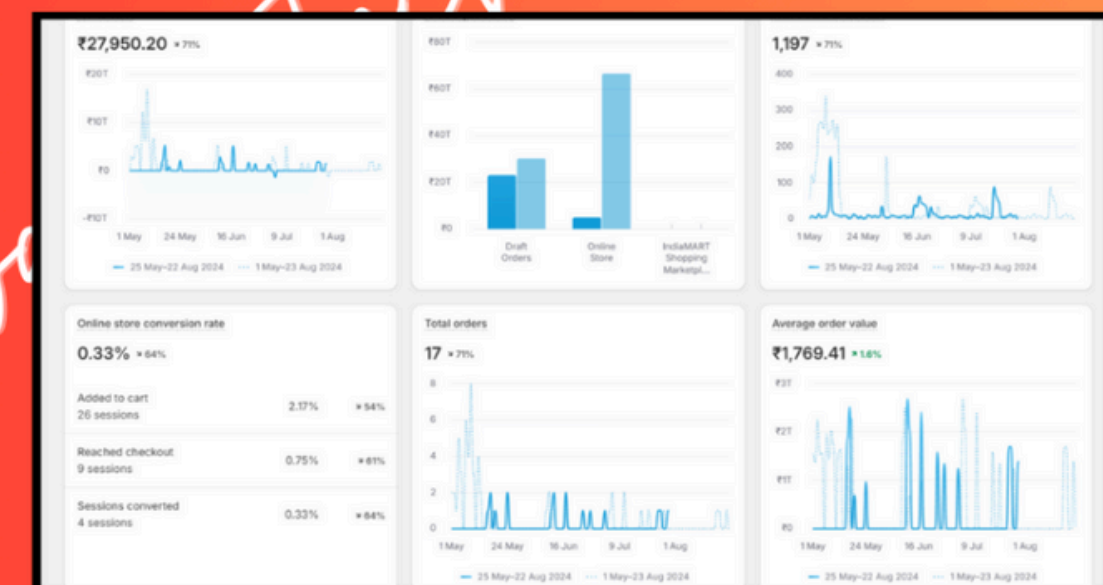 ₹27,950.20 71%
₹20T
₹10T
₹0
-₹10T
1 May 24 May 16 Jun 9 Jul 1 Aug
25 May–22 Aug 2024 1 May–23 Aug 2024
₹80T
₹60T
₹40T
₹20T
₹0
Draft Orders
Online Store
IndiaMART Shopping Marketpl...
1,197 71%
400
300
200
100
0
1 May 24 May 16 Jun 9 Jul 1 Aug
25 May–22 Aug 2024 1 May–23 Aug 2024
Online store conversion rate
0.33% 64%
Added to cart
26 sessions
2.17% 54%
Reached checkout
9 sessions
0.75% 61%
Sessions converted
4 sessions
0.33% 64%
Total orders
17 71%
8
6
4
2
0
1 May 24 May 16 Jun 9 Jul 1 Aug
25 May–22 Aug 2024 1 May–23 Aug 2024
Average order value
₹1,769.41 1.6%
₹3T
₹2T
₹1T
₹0
1 May 24 May 16 Jun 9 Jul 1 Aug
25 May–22 Aug 2024 1 May–23 Aug 2024